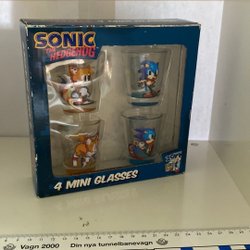 SONIC
THE HEDGEHOG
4 MINI GLASSES
Vagn 2000 Din nya tunnelbanevagn